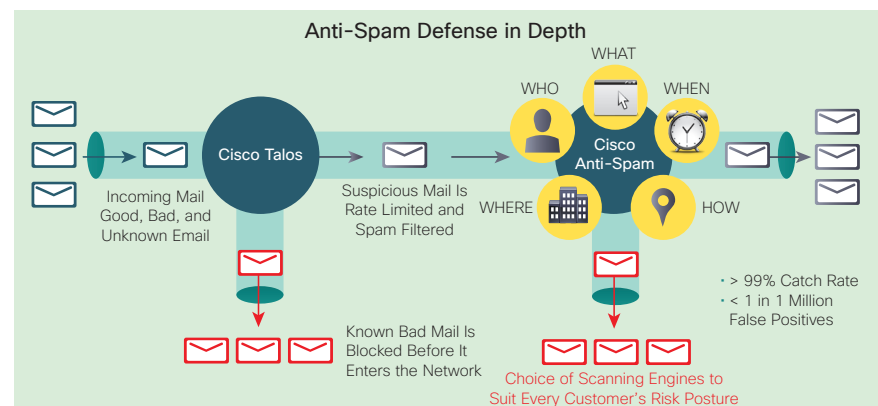 Anti-Spam Defense in Depth
WHAT
WHO
WHEN
Cisco Talos
Cisco
Anti-Spam
Incoming Mail
Good, Bad, and
Unknown Email
Suspicious Mail Is
Rate Limited and
Spam Filtered
WHERE
HOW
• > 99% Catch Rate
• < 1 in 1 Million
False Positives
Known Bad Mail Is
Blocked Before It
Enters the Network
Choice of Scanning Engines to
Suit Every Customer's Risk Posture